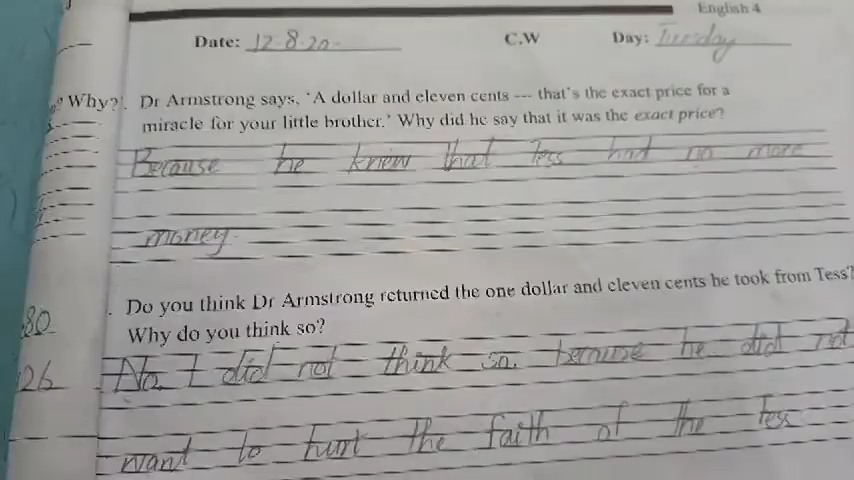 English 4
Date: 12-8-20 C.W Day: Tuesday
Why? Dr Armstrong says, 'A dollar and eleven cents --- that's the exact price for a
miracle for your little brother.' Why did he say that it was the exact price?
Because he knew that Tess had no more
money.
Do you think Dr Armstrong returned the one dollar and eleven cents he took from Tess?
Why do you think so?
80
No. I did not think so. because he did not
26
want to hurt the faith of the Tess